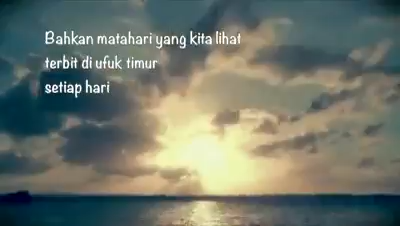 Bahkan matahari yang kita lihat
terbit di ufuk timur
setiap hari